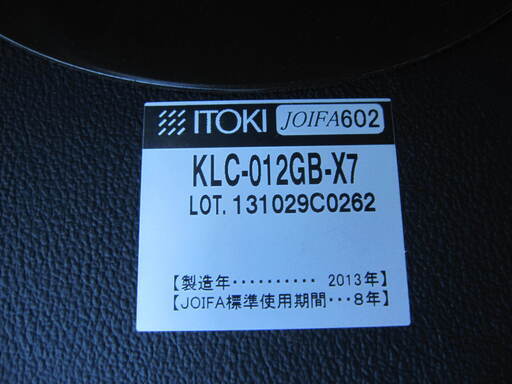 ITOKI JOIFA602
KLC-012GB-X7
LOT. 131029C0262
【製造年·········· 2013年】
【JOIFA標準使用期間···8年】